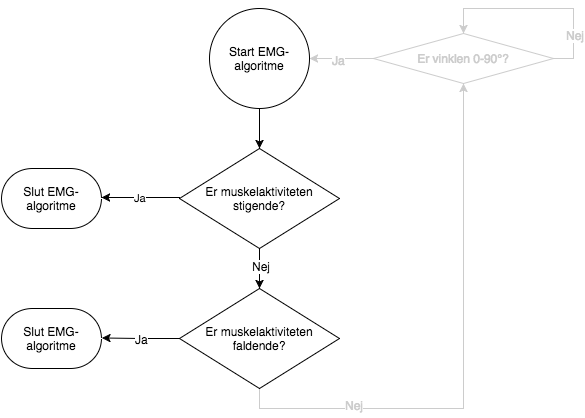 Start EMG-
algoritme
Ja
Er vinklen 0-90°?
Nej
Er muskelaktiviteten
stigende?
Ja
Slut EMG-
algoritme
Nej
Er muskelaktiviteten
faldende?
Ja
Slut EMG-
algoritme
Nej